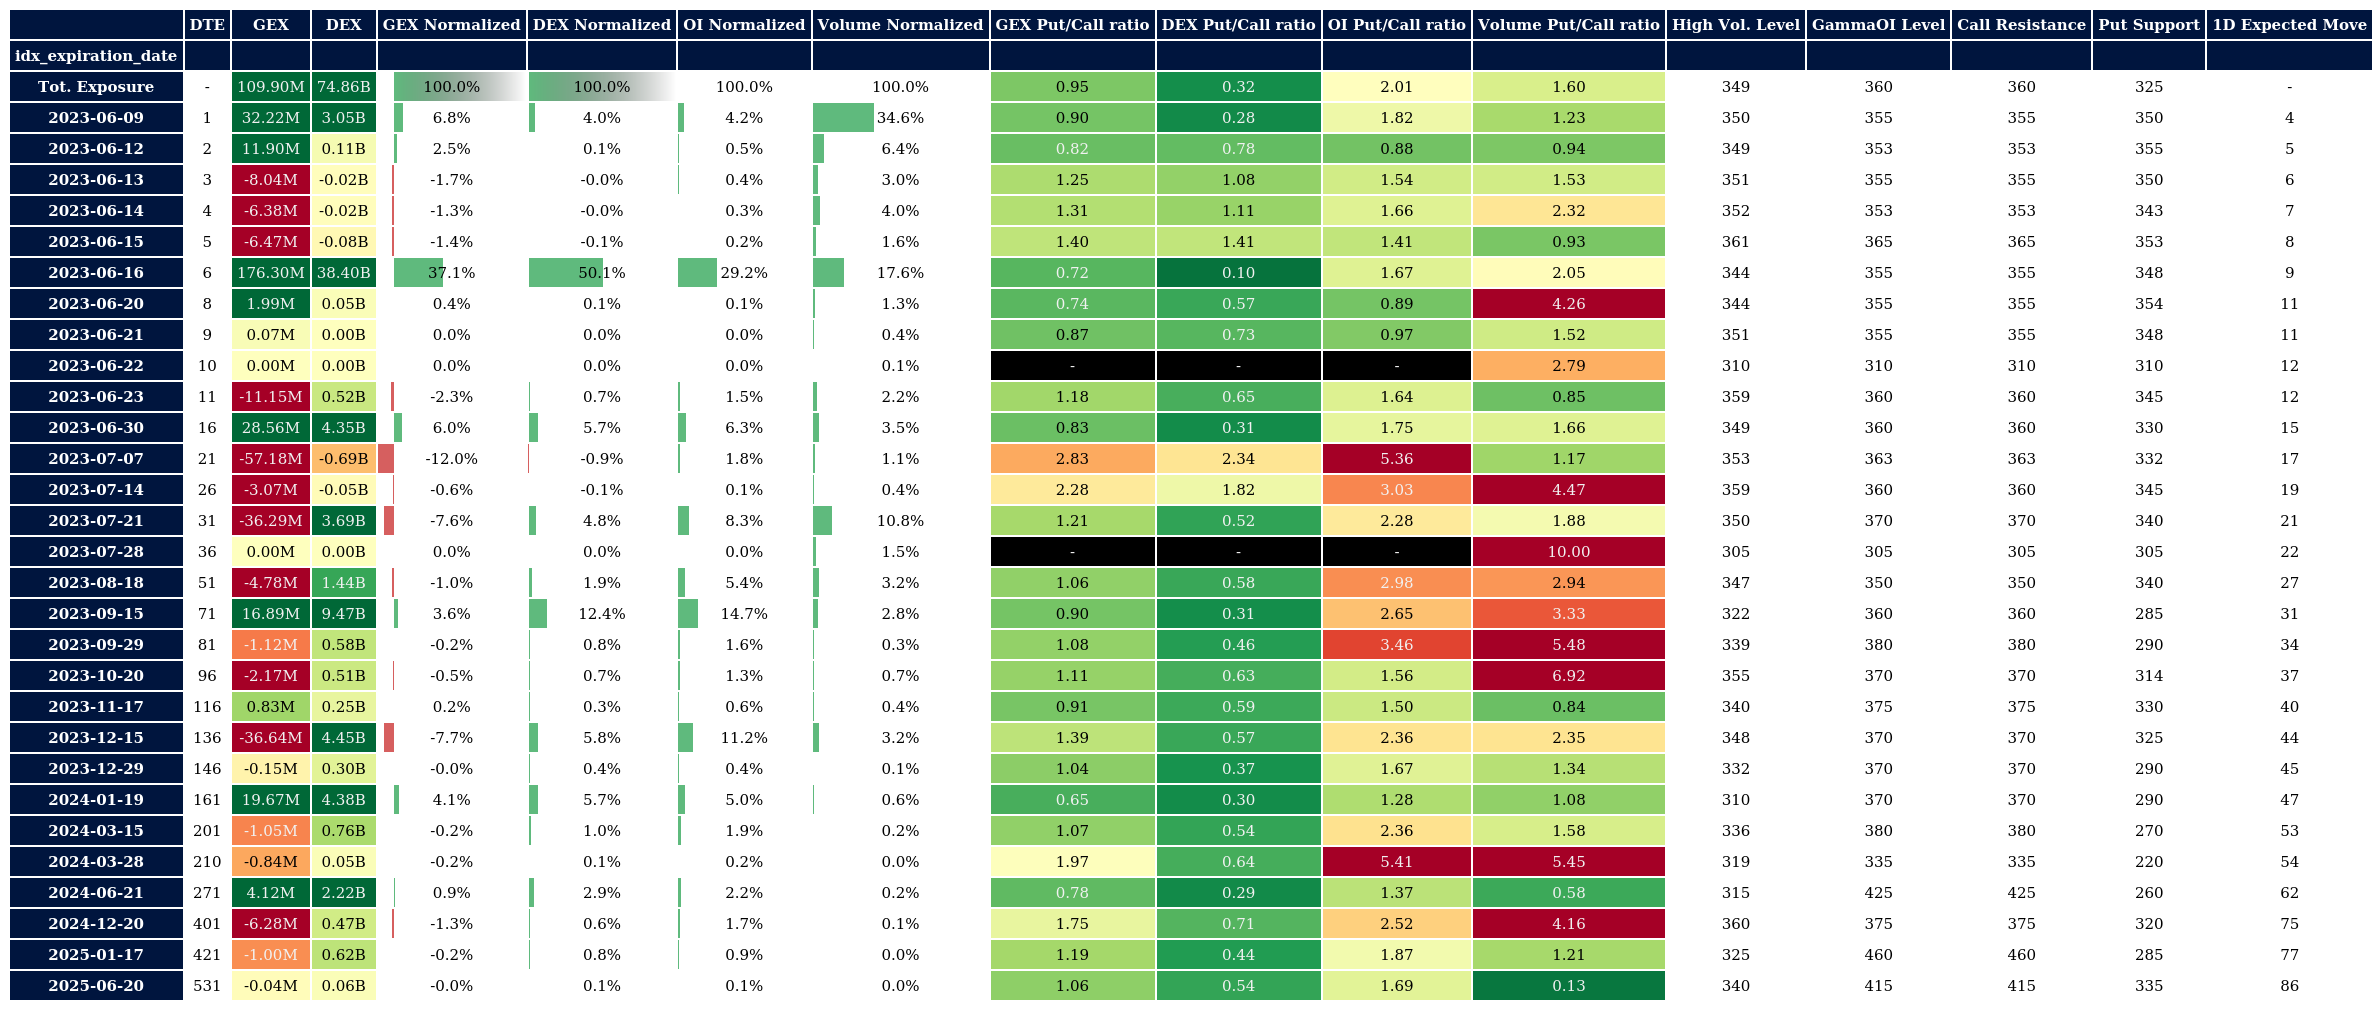 DTE GEX DEX GEX Normalized DEX Normalized OI Normalized Volume Normalized GEX Put/Call ratio DEX Put/Call ratio OI Put/Call ratio Volume Put/Call ratio High Vol. Level GammaOI Level Call Resistance Put Support 1D Expected Move
idx_expiration_date
Tot. Exposure - 109.90M 74.86B 100.0% 100.0% 100.0% 100.0% 0.95 0.32 2.01 1.60 349 360 360 325 -
2023-06-09 1 32.22M 3.05B 6.8% 4.0% 4.2% 34.6% 0.90 0.28 1.82 1.23 350 355 355 350 4
2023-06-12 2 11.90M 0.11B 2.5% 0.1% 0.5% 6.4% 0.82 0.78 0.88 0.94 349 353 353 355 5
2023-06-13 3 -8.04M -0.02B -1.7% -0.0% 0.4% 3.0% 1.25 1.08 1.54 1.53 351 355 355 350 6
2023-06-14 4 -6.38M -0.02B -1.3% -0.0% 0.3% 4.0% 1.31 1.11 1.66 2.32 352 353 353 343 7
2023-06-15 5 -6.47M -0.08B -1.4% -0.1% 0.2% 1.6% 1.40 1.41 1.41 0.93 361 365 365 353 8
2023-06-16 6 176.30M 38.40B 37.1% 50.1% 29.2% 17.6% 0.72 0.10 1.67 2.05 344 355 355 348 9
2023-06-20 8 1.99M 0.05B 0.4% 0.1% 0.1% 1.3% 0.74 0.57 0.89 4.26 344 355 355 354 11
2023-06-21 9 0.07M 0.00B 0.0% 0.0% 0.0% 0.4% 0.87 0.73 0.97 1.52 351 355 355 348 11
2023-06-22 10 0.00M 0.00B 0.0% 0.0% 0.0% 0.1% - - - 2.79 310 310 310 310 12
2023-06-23 11 -11.15M 0.52B -2.3% 0.7% 1.5% 2.2% 1.18 0.65 1.64 0.85 359 360 360 345 12
2023-06-30 16 28.56M 4.35B 6.0% 5.7% 6.3% 3.5% 0.83 0.31 1.75 1.66 349 360 360 330 15
2023-07-07 21 -57.18M -0.69B -12.0% -0.9% 1.8% 1.1% 2.83 2.34 5.36 1.17 353 363 363 332 17
2023-07-14 26 -3.07M -0.05B -0.6% -0.1% 0.1% 0.4% 2.28 1.82 3.03 4.47 359 360 360 345 19
2023-07-21 31 -36.29M 3.69B -7.6% 4.8% 8.3% 10.8% 1.21 0.52 2.28 1.88 350 370 370 340 21
2023-07-28 36 0.00M 0.00B 0.0% 0.0% 0.0% 1.5% - - - 10.00 305 305 305 305 22
2023-08-18 51 -4.78M 1.44B -1.0% 1.9% 5.4% 3.2% 1.06 0.58 2.98 2.94 347 350 350 340 27
2023-09-15 71 16.89M 9.47B 3.6% 12.4% 14.7% 2.8% 0.90 0.31 2.65 3.33 322 360 360 285 31
2023-09-29 81 -1.12M 0.58B -0.2% 0.8% 1.6% 0.3% 1.08 0.46 3.46 5.48 339 380 380 290 34
2023-10-20 96 -2.17M 0.51B -0.5% 0.7% 1.3% 0.7% 1.11 0.63 1.56 6.92 355 370 370 314 37
2023-11-17 116 0.83M 0.25B 0.2% 0.3% 0.6% 0.4% 0.91 0.59 1.50 0.84 340 375 375 330 40
2023-12-15 136 -36.64M 4.45B -7.7% 5.8% 11.2% 3.2% 1.39 0.57 2.36 2.35 348 370 370 325 44
2023-12-29 146 -0.15M 0.30B -0.0% 0.4% 0.4% 0.1% 1.04 0.37 1.67 1.34 332 370 370 290 45
2024-01-19 161 19.67M 4.38B 4.1% 5.7% 5.0% 0.6% 0.65 0.30 1.28 1.08 310 370 370 290 47
2024-03-15 201 -1.05M 0.76B -0.2% 1.0% 1.9% 0.2% 1.07 0.54 2.36 1.58 336 380 380 270 53
2024-03-28 210 -0.84M 0.05B -0.2% 0.1% 0.2% 0.0% 1.97 0.64 5.41 5.45 319 335 335 220 54
2024-06-21 271 4.12M 2.22B 0.9% 2.9% 2.2% 0.2% 0.78 0.29 1.37 0.58 315 425 425 260 62
2024-12-20 401 -6.28M 0.47B -1.3% 0.6% 1.7% 0.1% 1.75 0.71 2.52 4.16 360 375 375 320 75
2025-01-17 421 -1.00M 0.62B -0.2% 0.8% 0.9% 0.0% 1.19 0.44 1.87 1.21 325 460 460 285 77
2025-06-20 531 -0.04M 0.06B -0.0% 0.1% 0.1% 0.0% 1.06 0.54 1.69 0.13 340 415 415 335 86